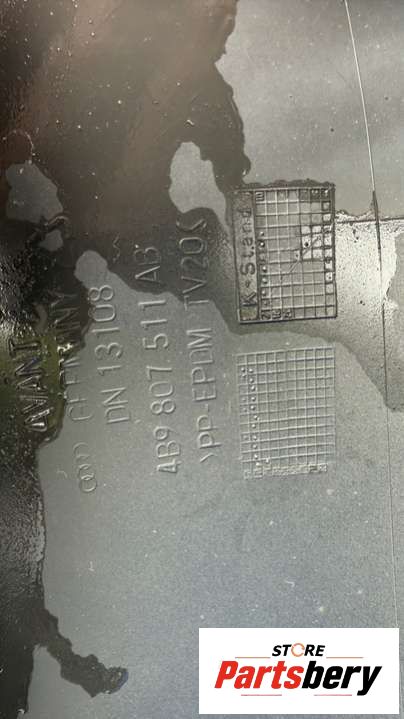 AVANT
GERMANY
DN 13108
4B9 807 511 AB
>PP-EPDM TV20<
K-Stand
STORE
Partsbery